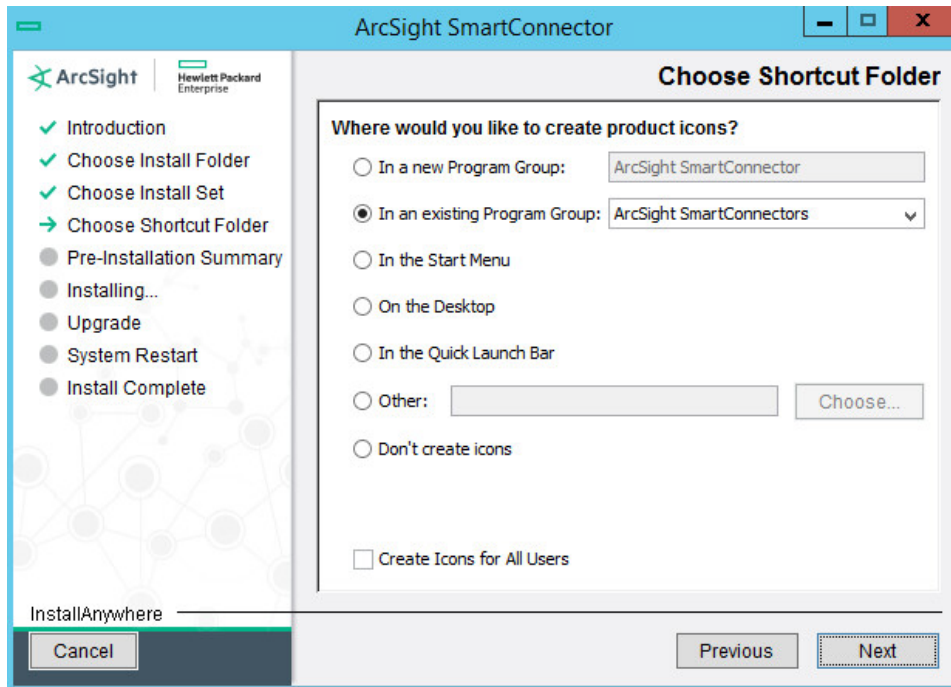 ArcSight SmartConnector
ArcSight
Hewlett Packard
Enterprise
Choose Shortcut Folder
Introduction
Choose Install Folder
Choose Install Set
Choose Shortcut Folder
Pre-Installation Summary
Installing...
Upgrade
System Restart
Install Complete
Where would you like to create product icons?
In a new Program Group: ArcSight SmartConnector
In an existing Program Group: ArcSight SmartConnectors
In the Start Menu
On the Desktop
In the Quick Launch Bar
Other: Choose...
Don't create icons
Create Icons for All Users
InstallAnywhere
Cancel Previous Next